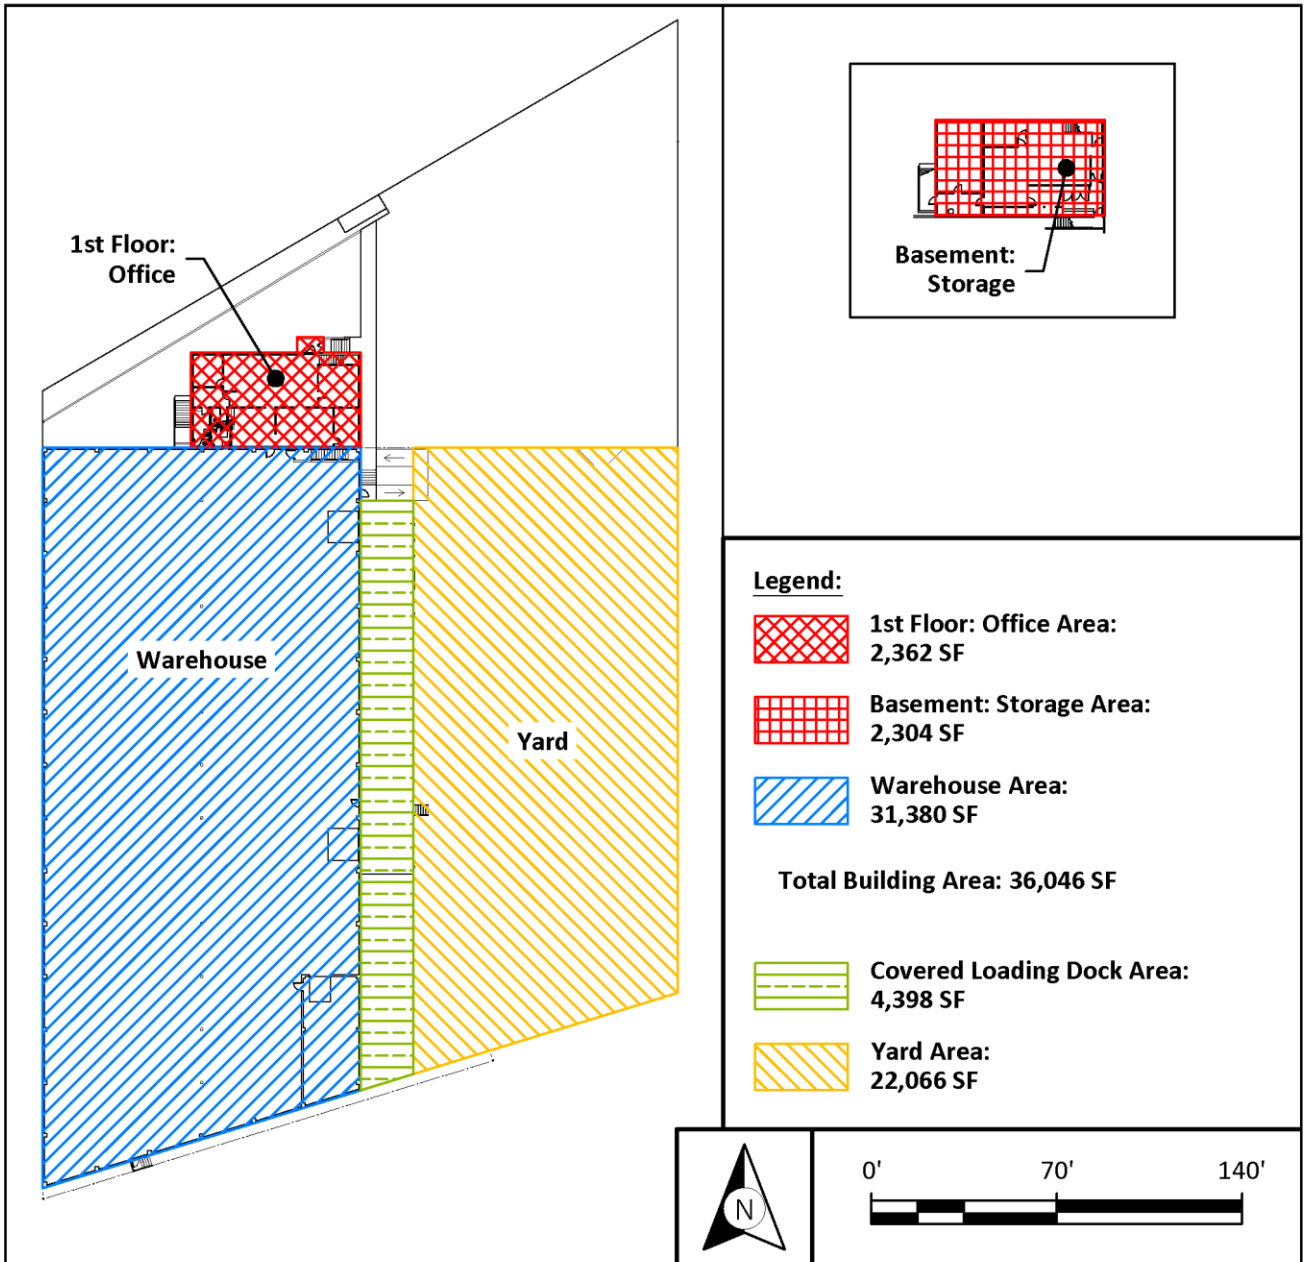 1st Floor:
Office
Basement:
Storage
Warehouse
Yard
Legend:
1st Floor: Office Area:
2,362 SF
Basement: Storage Area:
2,304 SF
Warehouse Area:
31,380 SF
Total Building Area: 36,046 SF
Covered Loading Dock Area:
4,398 SF
Yard Area:
22,066 SF
N
0' 70' 140'